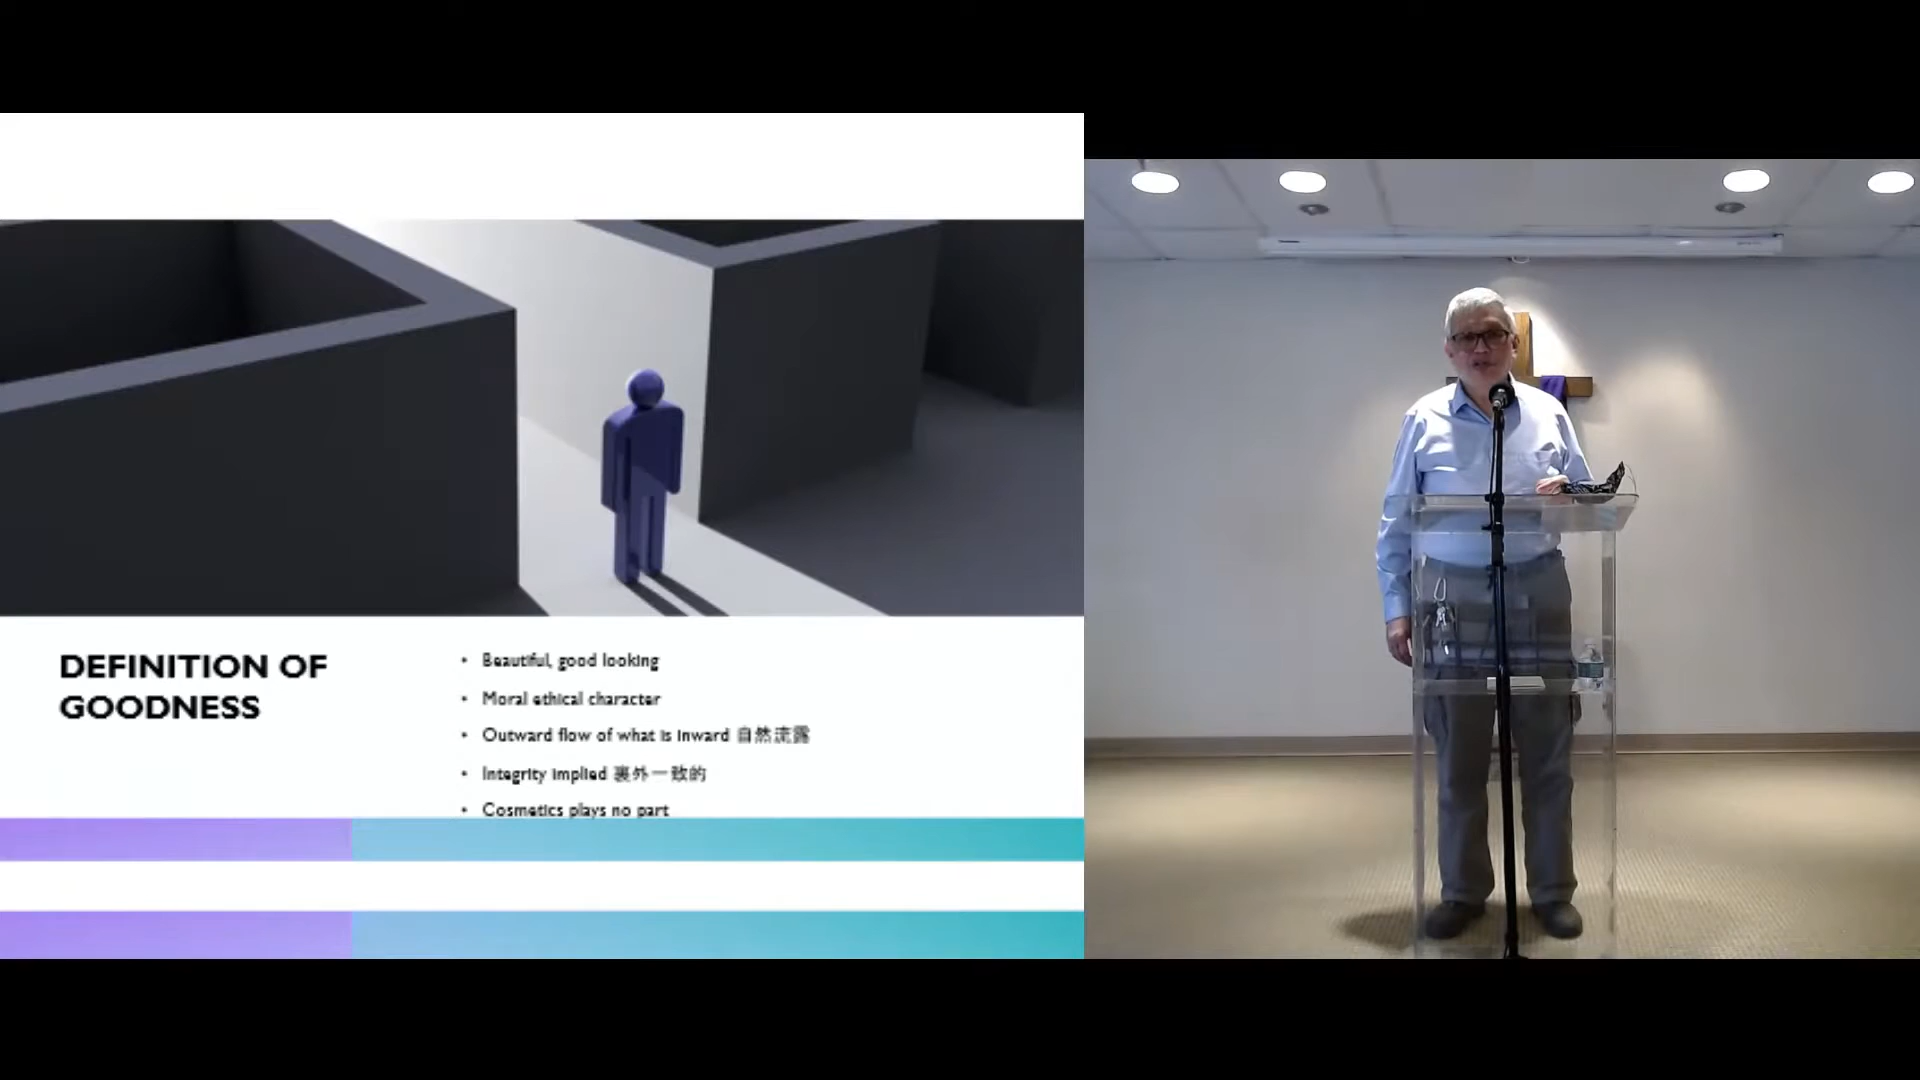 DEFINITION OF
GOODNESS
• Beautiful, good looking
• Moral ethical character
• Outward flow of what is inward 自然流露
• Integrity implied 裏外一致的
• Cosmetics plays no part